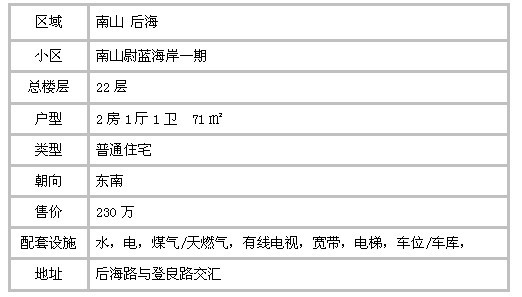 区域 南山 后海
小区 南山尉蓝海岸一期
总楼层 22 层
户型 2 房 1 厅 1 卫 71 ㎡
类型 普通住宅
朝向 东南
售价 230 万
配套设施 水，电，煤气/天燃气，有线电视，宽带，电梯，车位/车库，
地址 后海路与登良路交汇